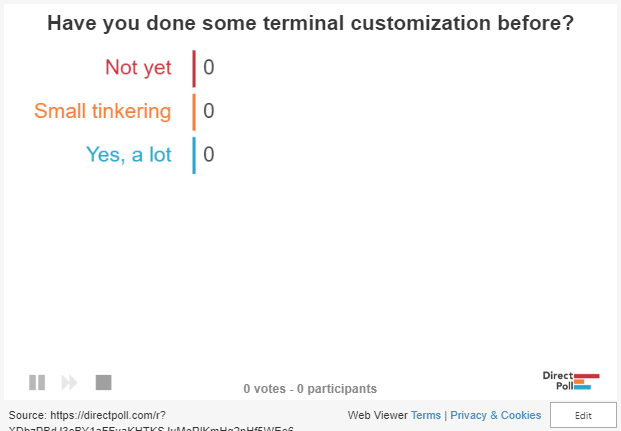 Have you done some terminal customization before?
Not yet 0
Small tinkering 0
Yes, a lot 0
0 votes - 0 participants
Direct
Poll
Source: https://directpoll.com/r?
Web Viewer Terms | Privacy & Cookies
Edit